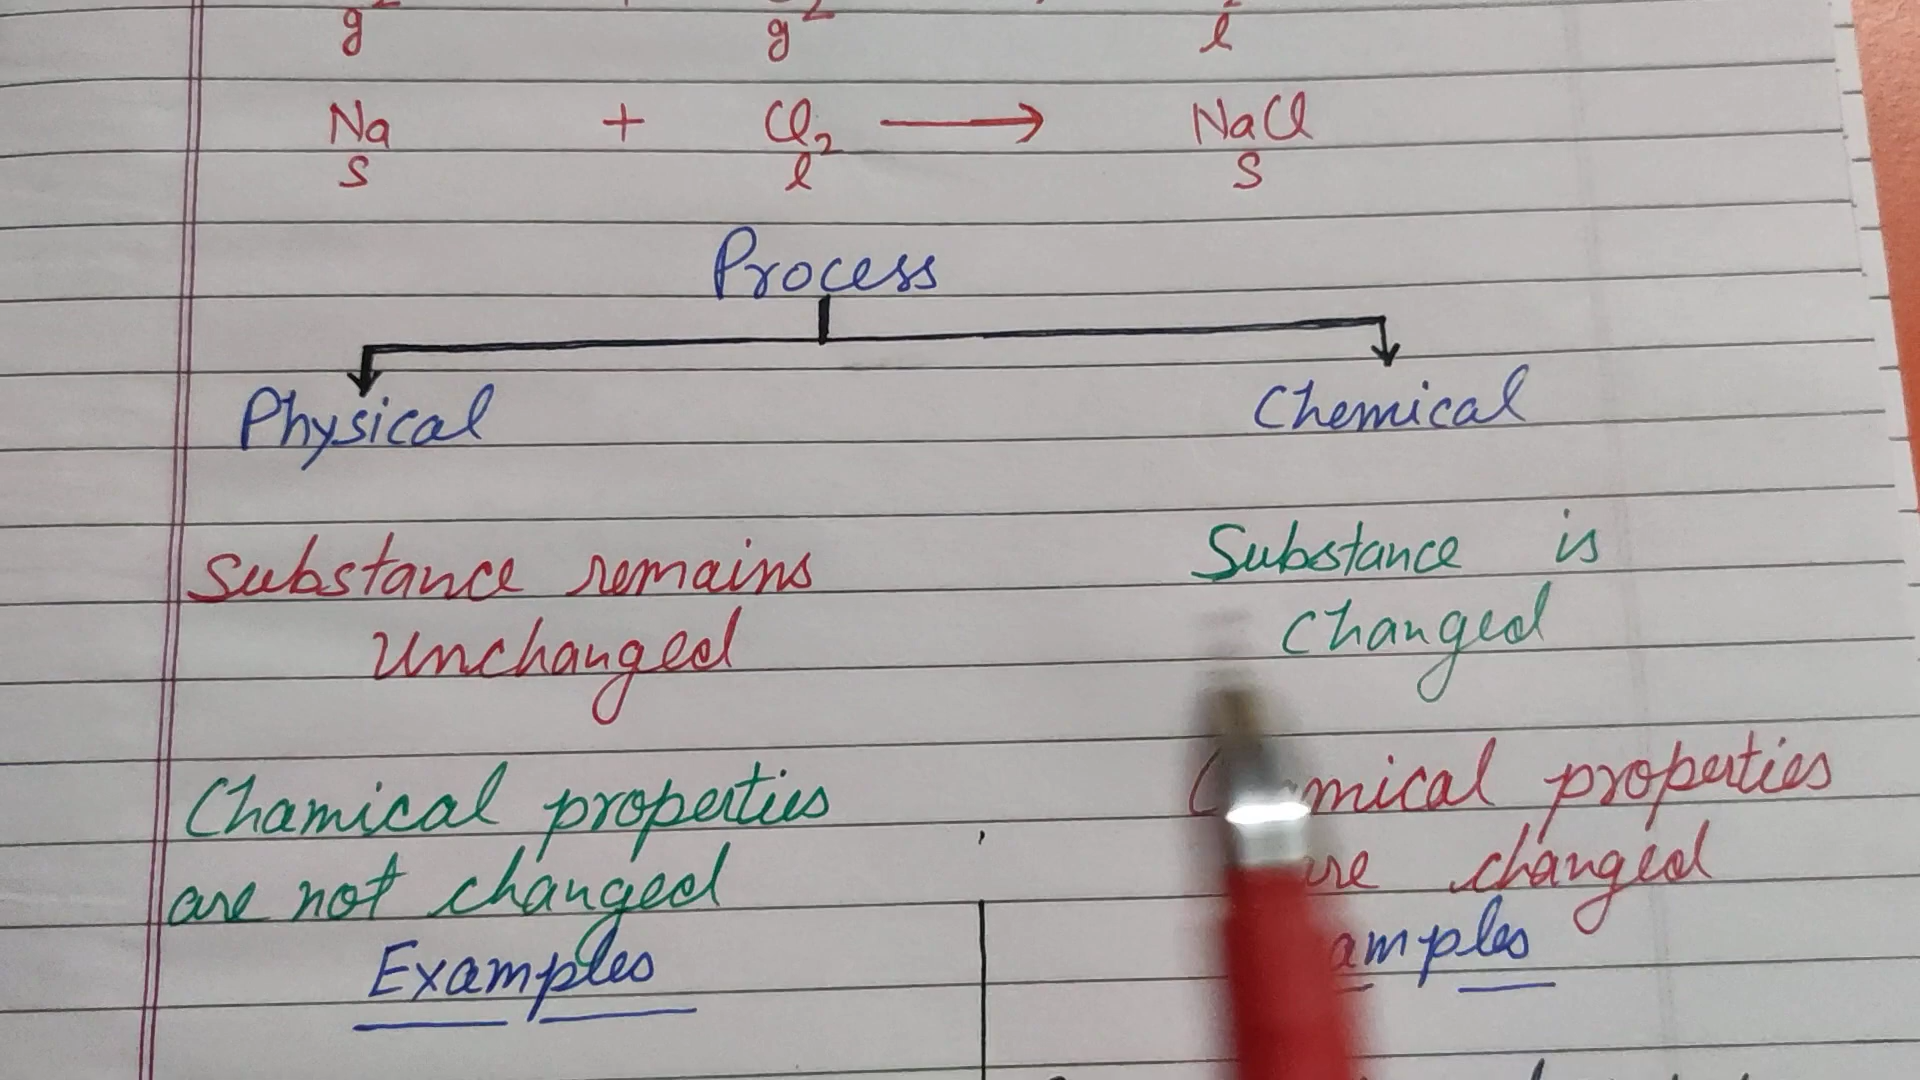 g g l
Na + Cl₂ → NaCl
s l s
Process
Physical Chemical
Substance remains Substance is
Unchanged Changed
Chamical properties mical properties
are not changed changed
Examples